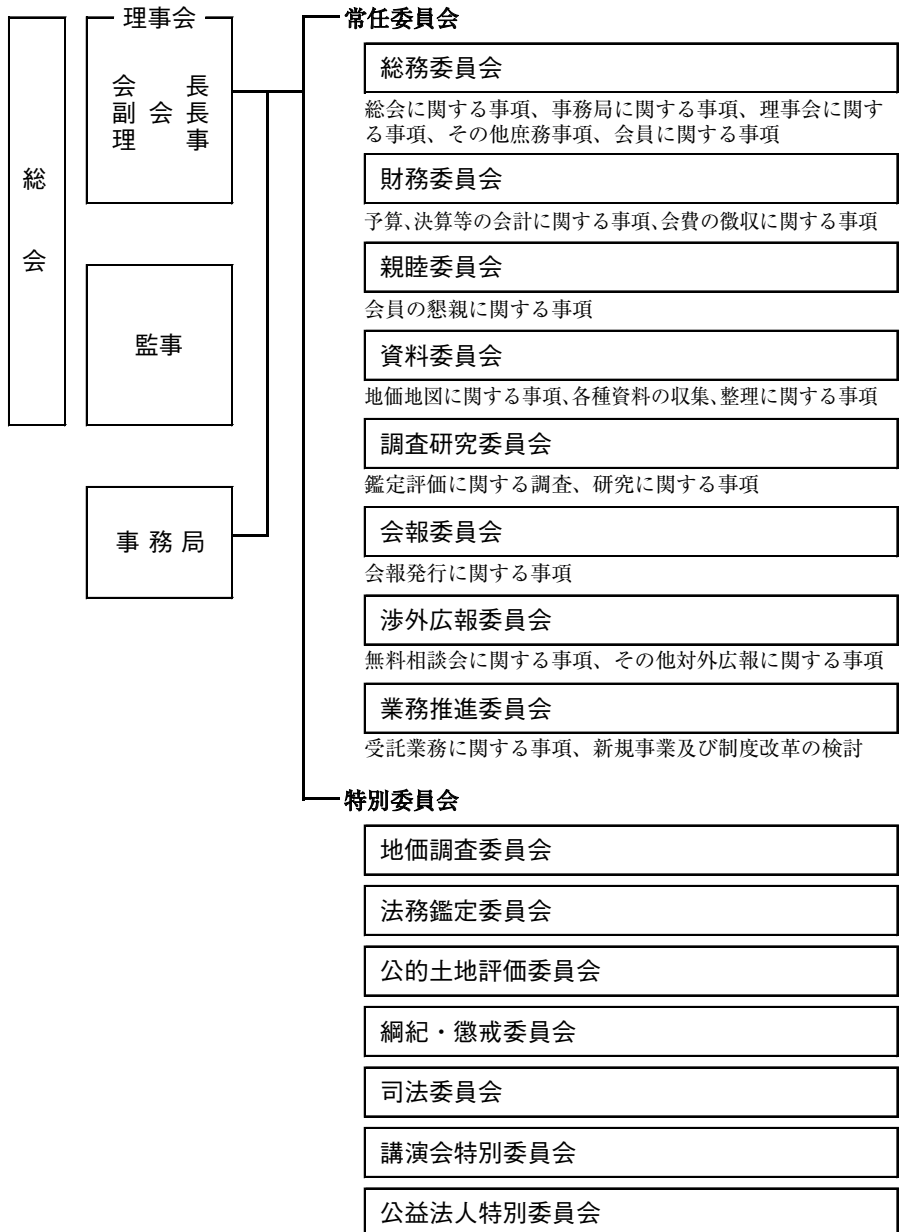 総会
理事会
会長
副会長
理事
監事
事務局
常任委員会
総務委員会
総会に関する事項、事務局に関する事項、理事会に関す
る事項、その他庶務事項、会員に関する事項
財務委員会
予算、決算等の会計に関する事項、会費の徴収に関する事項
親睦委員会
会員の懇親に関する事項
資料委員会
地価地図に関する事項、各種資料の収集、整理に関する事項
調査研究委員会
鑑定評価に関する調査、研究に関する事項
会報委員会
会報発行に関する事項
渉外広報委員会
無料相談会に関する事項、その他対外広報に関する事項
業務推進委員会
受託業務に関する事項、新規事業及び制度改革の検討
特別委員会
地価調査委員会
法務鑑定委員会
公的土地評価委員会
綱紀・懲戒委員会
司法委員会
講演会特別委員会
公益法人特別委員会